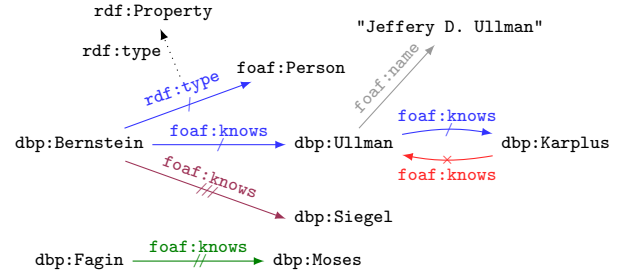 rdf:Property
"Jeffery D. Ullman"
rdf:type
foaf:Person
rdf:type
foaf:name
dbp:Bernstein
foaf:knows
dbp:Ullman
foaf:knows
dbp:Karplus
foaf:knows
foaf:knows
dbp:Siegel
dbp:Fagin
foaf:knows
dbp:Moses